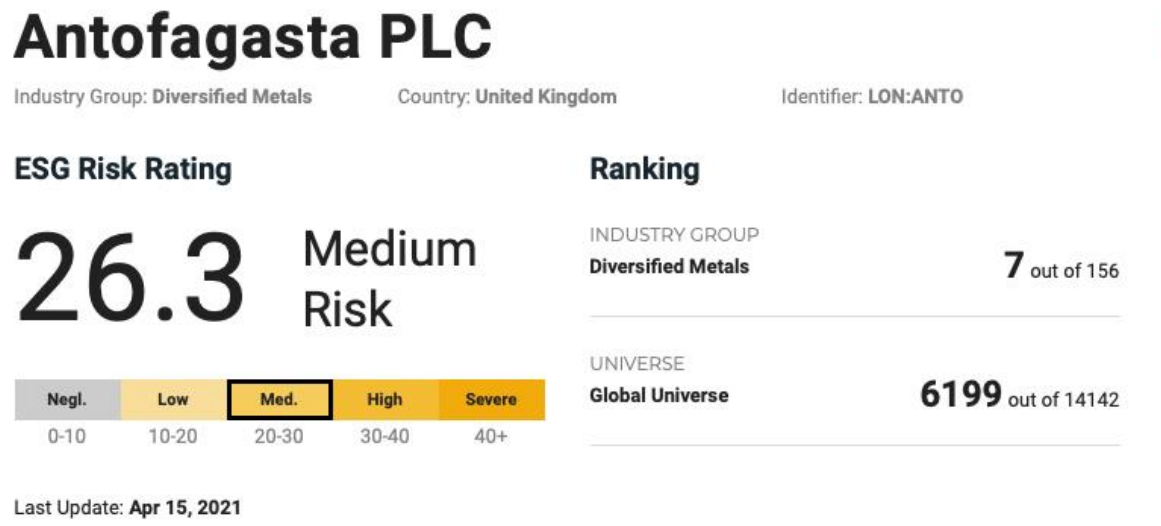 Antofagasta PLC
Industry Group: Diversified Metals Country: United Kingdom Identifier: LON:ANTO
ESG Risk Rating
26.3 Medium
Risk
Negl. Low Med. High Severe
0-10 10-20 20-30 30-40 40+
Last Update: Apr 15, 2021
Ranking
INDUSTRY GROUP
Diversified Metals 7 out of 156
UNIVERSE
Global Universe 6199 out of 14142